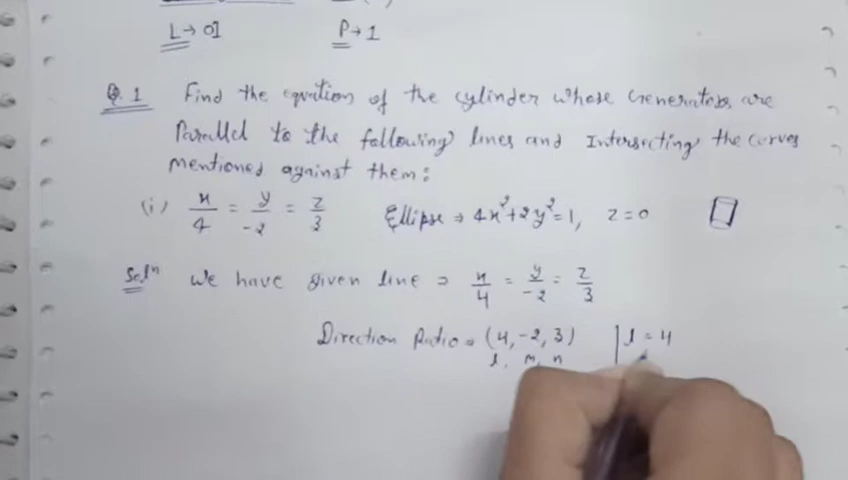 L → 01 P → 1
Q.1 Find the equation of the cylinder whose Generators are
Parallel to the following lines and Intersecting the curves
mentioned against them:
(i) x/4 = y/-2 = z/3 Ellipse → 4x²+2y²=1, z=0
Solⁿ we have given line → x/4 = y/-2 = z/3
Direction Ratio = (4, -2, 3) | l = 4
l, m, n